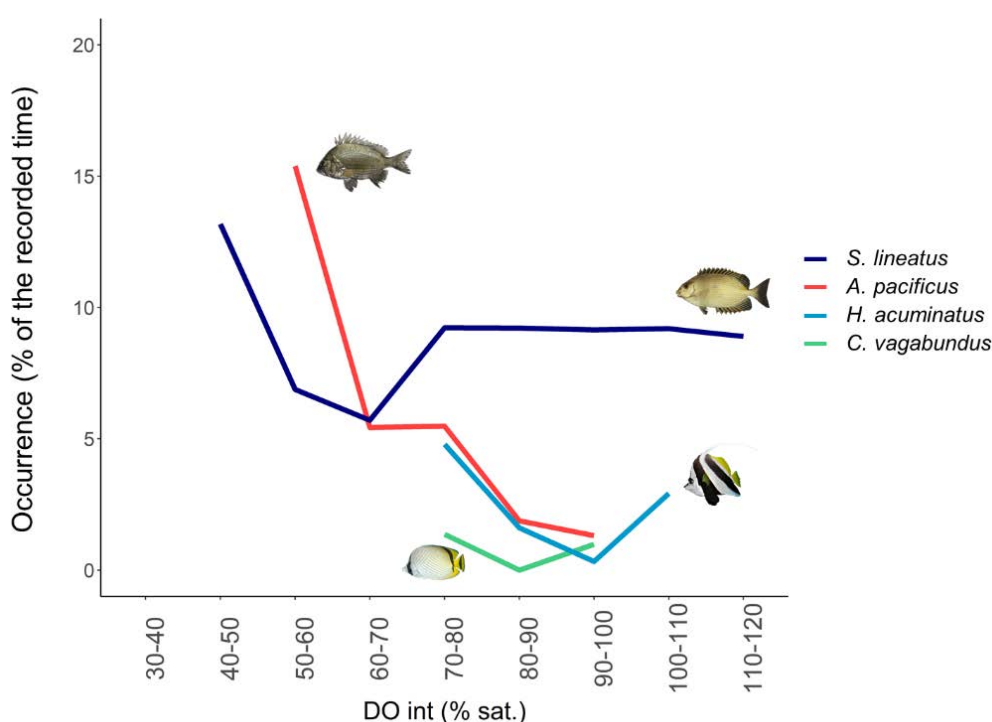 Occurrence (% of the recorded time)
20
15
10
5
0
30-40
40-50
50-60
60-70
70-80
80-90
90-100
100-110
110-120
DO int (% sat.)
S. lineatus
A. pacificus
H. acuminatus
C. vagabundus